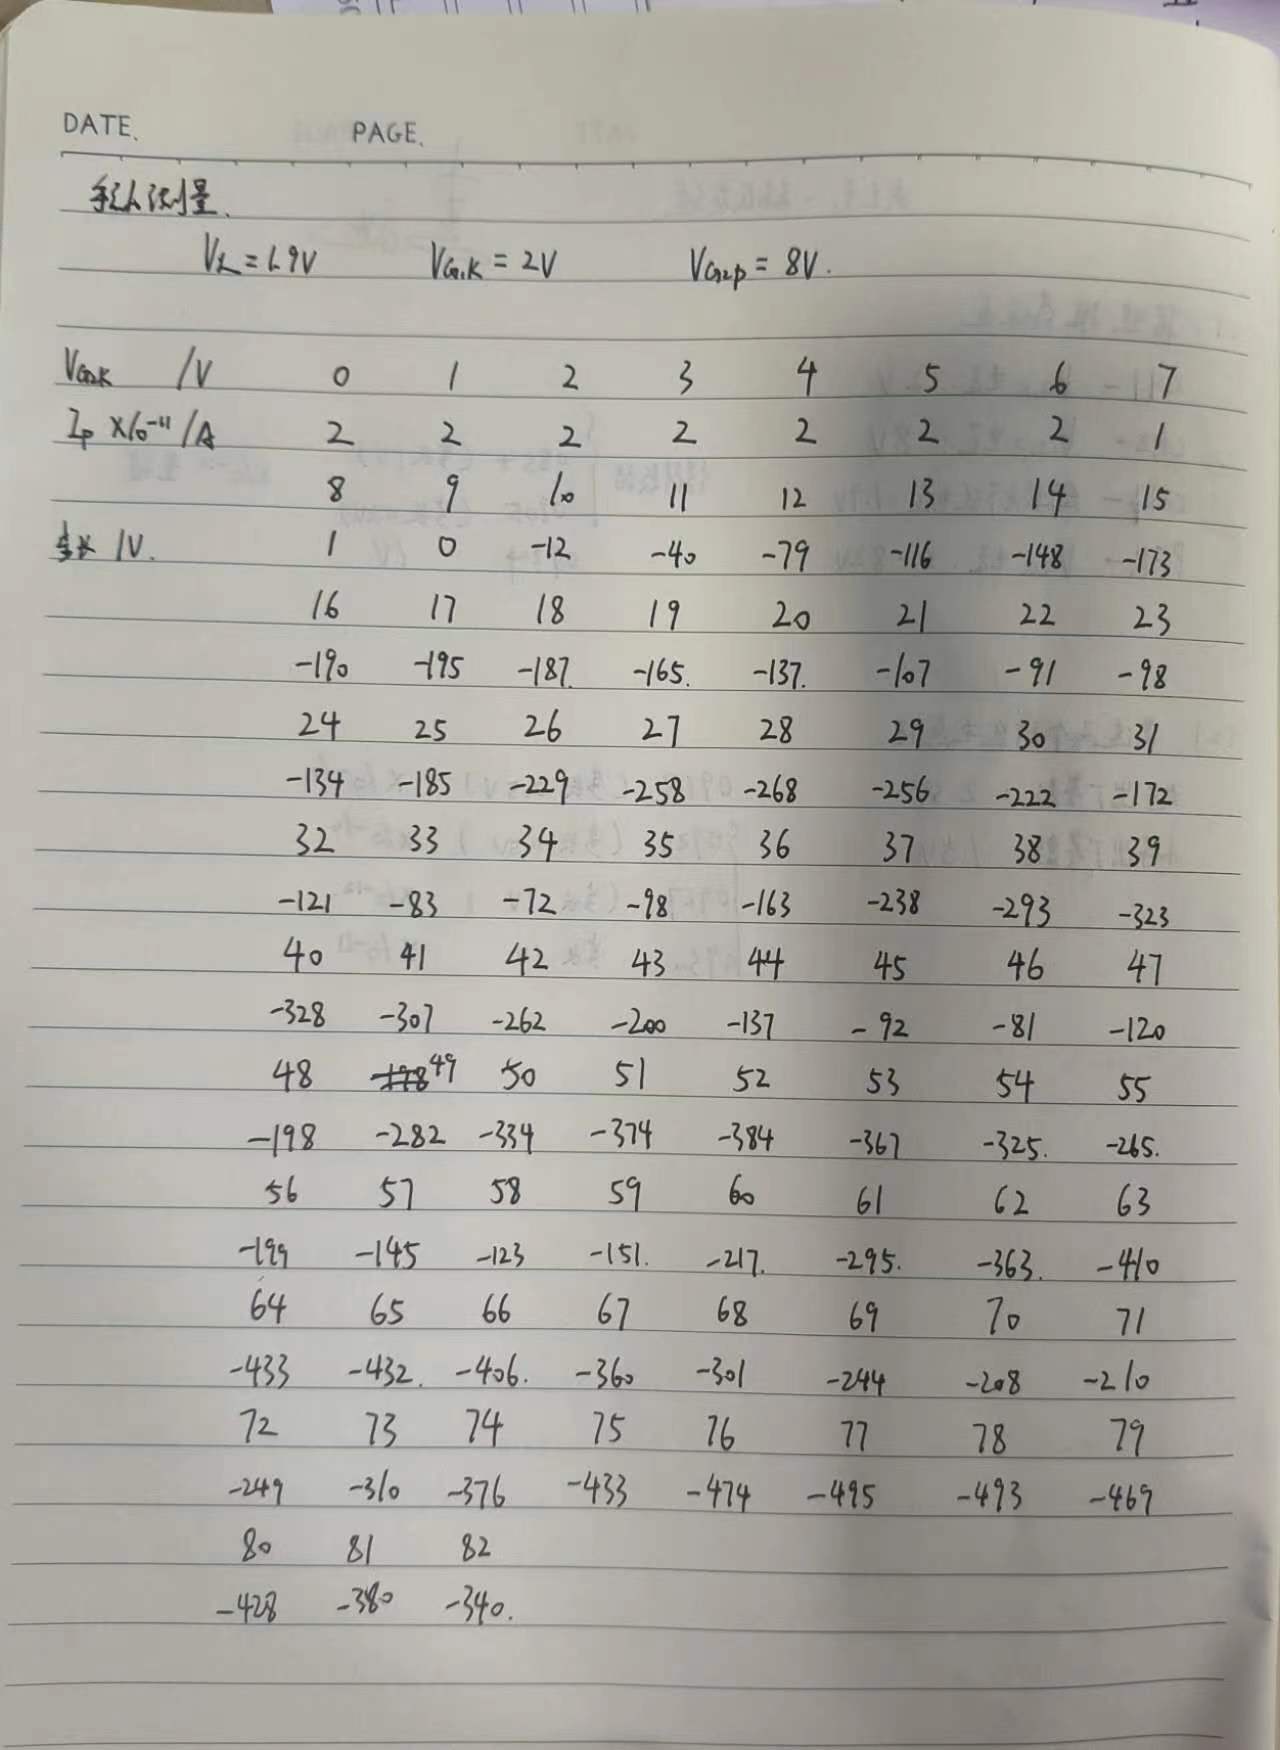 DATE. PAGE.
手动测量.
V_L = 1.9V V_G1K = 2V V_G2P = 8V.
V_G2K /V 0 1 2 3 4 5 6 7
I_P ×10^-11/A 2 2 2 2 2 2 2 1
8 9 10 11 12 13 14 15
/V. 1 0 -12 -40 -79 -116 -148 -173
16 17 18 19 20 21 22 23
-190 -195 -187. -165. -137. -107 -91 -98
24 25 26 27 28 29 30 31
-134 -185 -229 -258 -268 -256 -222 -172
32 33 34 35 36 37 38 39
-121 -83 -72 -98 -163 -238 -293 -323
40 41 42 43 44 45 46 47
-328 -307 -262 -200 -137 -92 -81 -120
48 49 50 51 52 53 54 55
-198 -282 -334 -374 -384 -367 -325. -265.
56 57 58 59 60 61 62 63
-199 -145 -123 -151. -217. -295. -363. -410
64 65 66 67 68 69 70 71
-433 -432. -406. -360 -301 -244 -208 -210
72 73 74 75 76 77 78 79
-249 -310 -376 -433 -474 -495 -493 -469
80 81 82
-428 -380 -340.